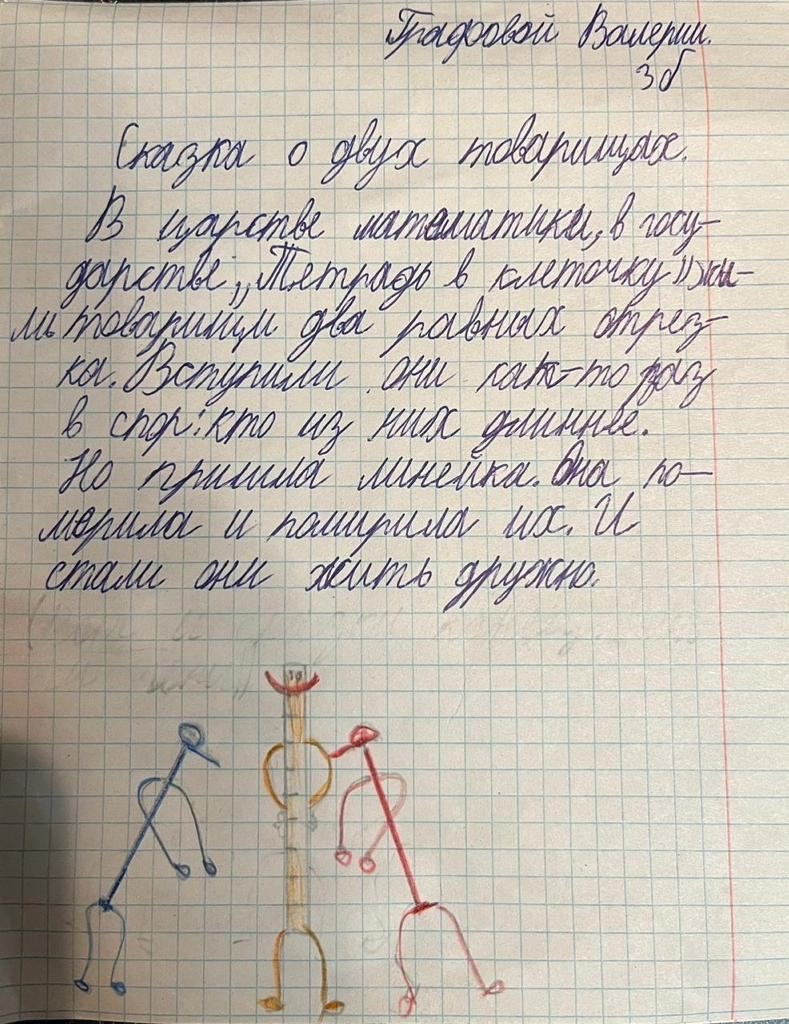 Графовой Валерии.
3б
Сказка о двух товарищах.
В царстве математики, в госу-
дарстве „Тетрадь в клеточку” жи-
ли товарищи два равных отрез-
ка. Вступили они как-то раз
в спор: кто из них длиннее.
Но пришла линейка. Она по-
мерила и помирила их. И
стали они жить дружно.